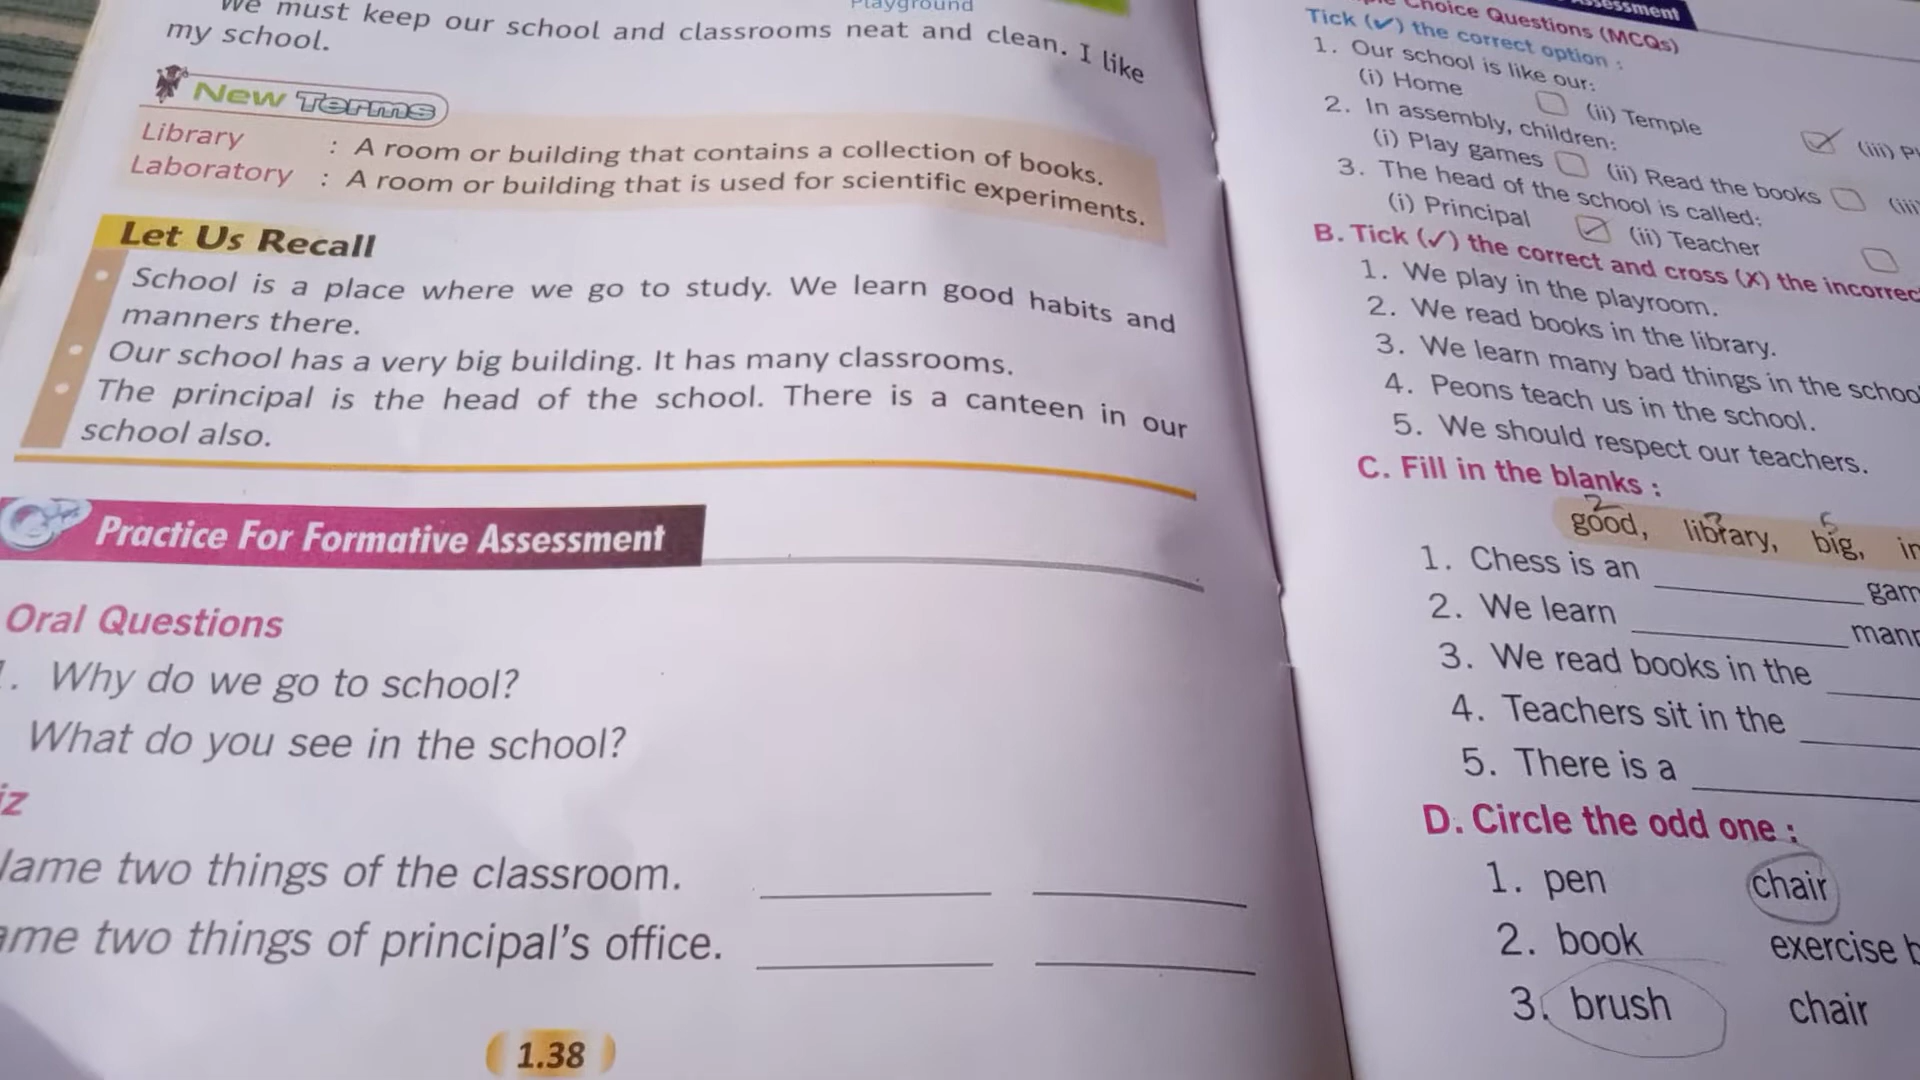 Playground
We must keep our school and classrooms neat and clean. I like
my school.
New Terms
Library : A room or building that contains a collection of books.
Laboratory : A room or building that is used for scientific experiments.
Let Us Recall
• School is a place where we go to study. We learn good habits and
manners there.
• Our school has a very big building. It has many classrooms.
• The principal is the head of the school. There is a canteen in our
school also.
Practice For Formative Assessment
Oral Questions
. Why do we go to school?
What do you see in the school?
iz
ame two things of the classroom.
ame two things of principal's office.
1.38
ssessment
Choice Questions (MCQs)
Tick (✓) the correct option :
1. Our school is like our:
(i) Home (ii) Temple ✓ (iii)
2. In assembly, children:
(i) Play games (ii) Read the books (iii)
3. The head of the school is called:
(i) Principal ✓ (ii) Teacher
B. Tick (✓) the correct and cross (X) the incorrec
1. We play in the playroom.
2. We read books in the library.
3. We learn many bad things in the schoo
4. Peons teach us in the school.
5. We should respect our teachers.
C. Fill in the blanks :
2 3 5
good, library, big, in
1. Chess is an gam
2. We learn mann
3. We read books in the
4. Teachers sit in the
5. There is a
D. Circle the odd one :
1. pen chair
2. book exercise b
3. brush chair